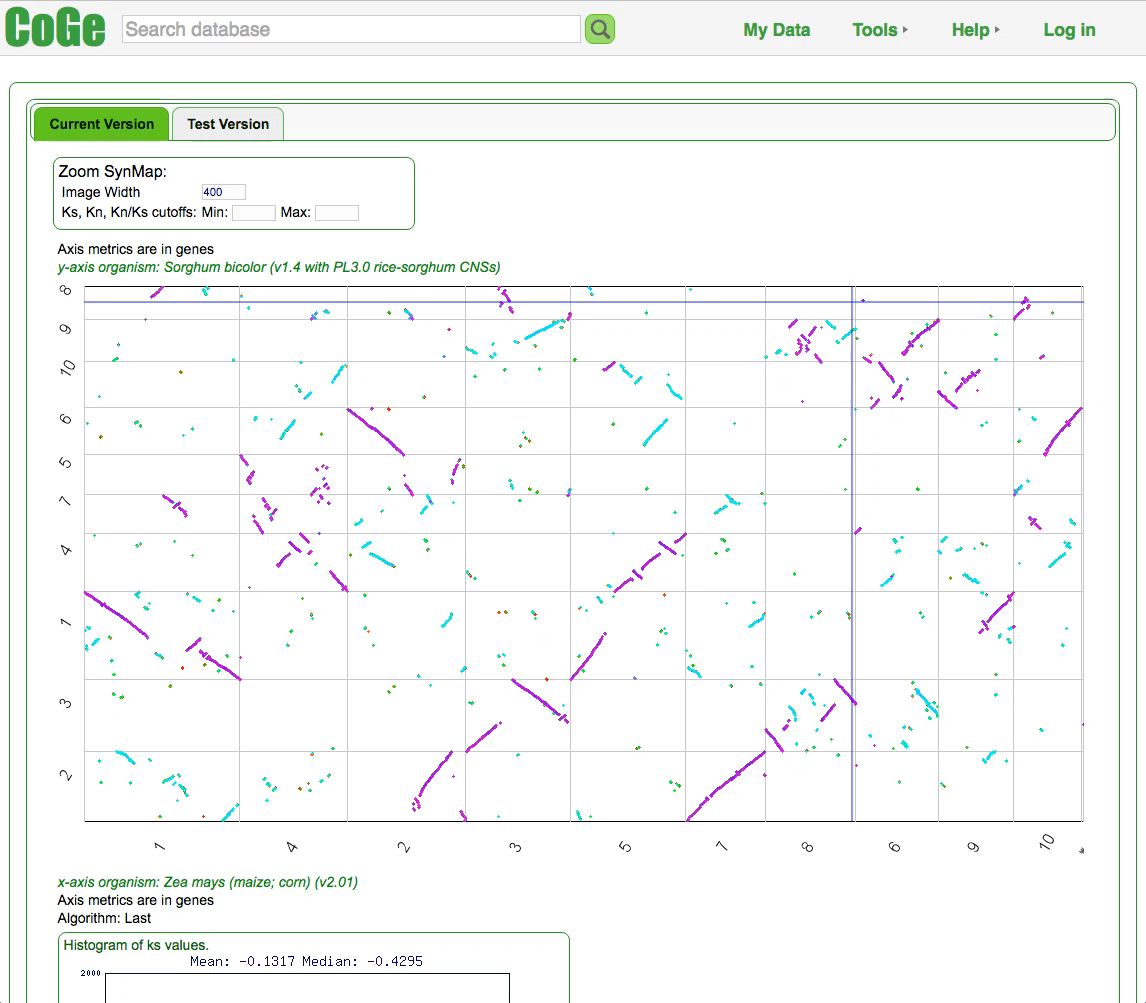 CoGe Search database My Data Tools Help Log in
Current Version Test Version
Zoom SynMap:
Image Width 400
Ks, Kn, Kn/Ks cutoffs: Min: Max:
Axis metrics are in genes
y-axis organism: Sorghum bicolor (v1.4 with PL3.0 rice-sorghum CNSs)
8
9
10
6
5
7
4
1
3
2
1 4 2 3 5 7 8 6 9 10
x-axis organism: Zea mays (maize; corn) (v2.01)
Axis metrics are in genes
Algorithm: Last
Histogram of ks values.
Mean: -0.1317 Median: -0.4295
2000